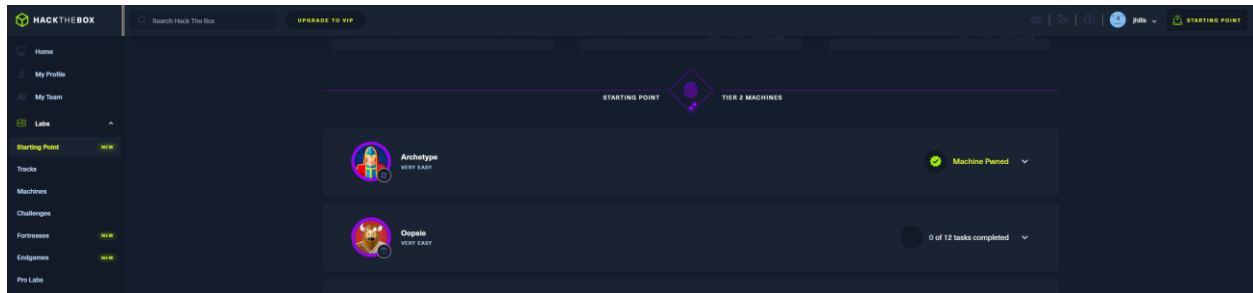 HACKTHEBOX
Search Hack The Box
UPGRADE TO VIP
jhills
STARTING POINT
Home
My Profile
My Team
Labs
Starting Point NEW
Tracks
Machines
Challenges
Fortresses NEW
Endgames NEW
Pro Labs
STARTING POINT TIER 2 MACHINES
Archetype
VERY EASY
Machine Pwned
Oopsie
VERY EASY
0 of 12 tasks completed